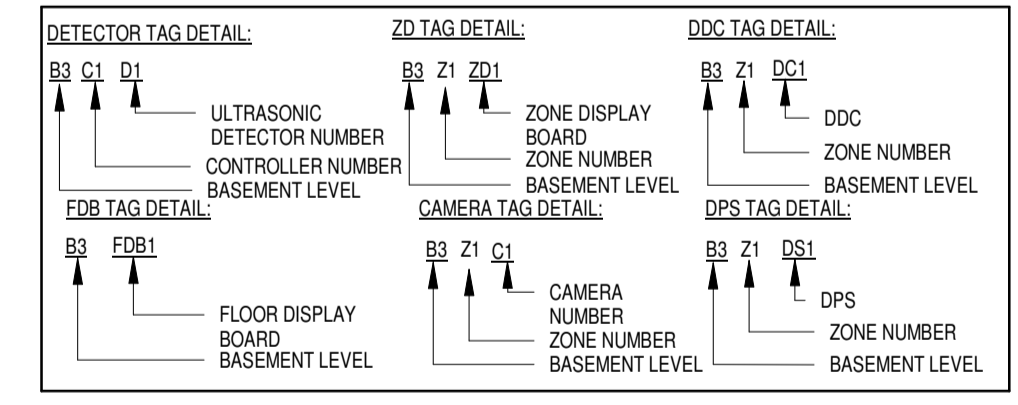 DETECTOR TAG DETAIL:
B3 C1 D1
ULTRASONIC
DETECTOR NUMBER
CONTROLLER NUMBER
BASEMENT LEVEL
ZD TAG DETAIL:
B3 Z1 ZD1
ZONE DISPLAY
BOARD
ZONE NUMBER
BASEMENT LEVEL
DDC TAG DETAIL:
B3 Z1 DC1
DDC
ZONE NUMBER
BASEMENT LEVEL
FDB TAG DETAIL:
B3 FDB1
FLOOR DISPLAY
BOARD
BASEMENT LEVEL
CAMERA TAG DETAIL:
B3 Z1 C1
CAMERA
NUMBER
ZONE NUMBER
BASEMENT LEVEL
DPS TAG DETAIL:
B3 Z1 DS1
DPS
ZONE NUMBER
BASEMENT LEVEL